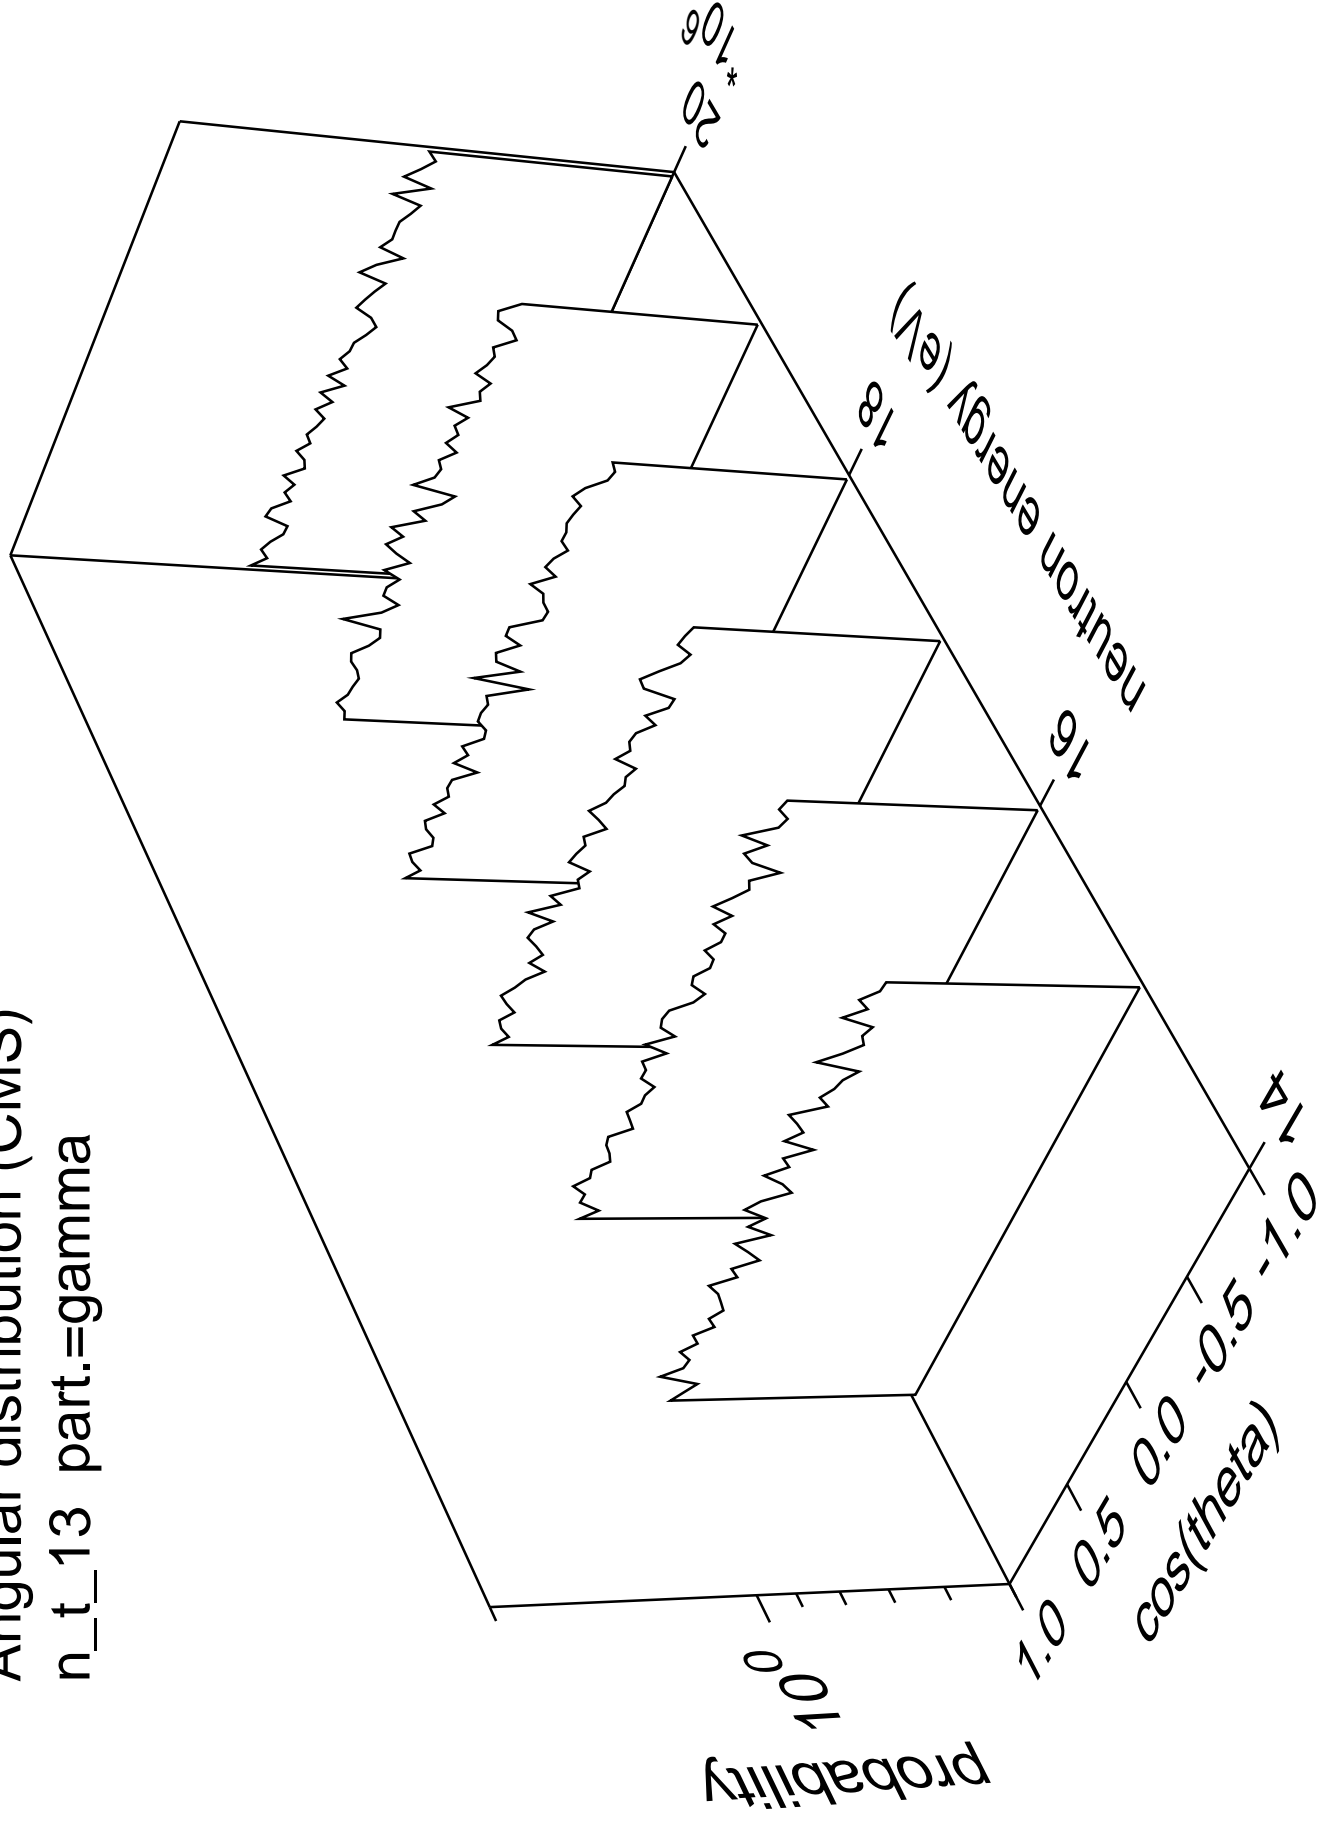 Angular distribution (CMS)
n_t_13 part.=gamma
probability
10^0
1.0 0.5 0.0 -0.5 -1.0
cos(theta)
14 16 18 20 *10^6
neutron energy (eV)